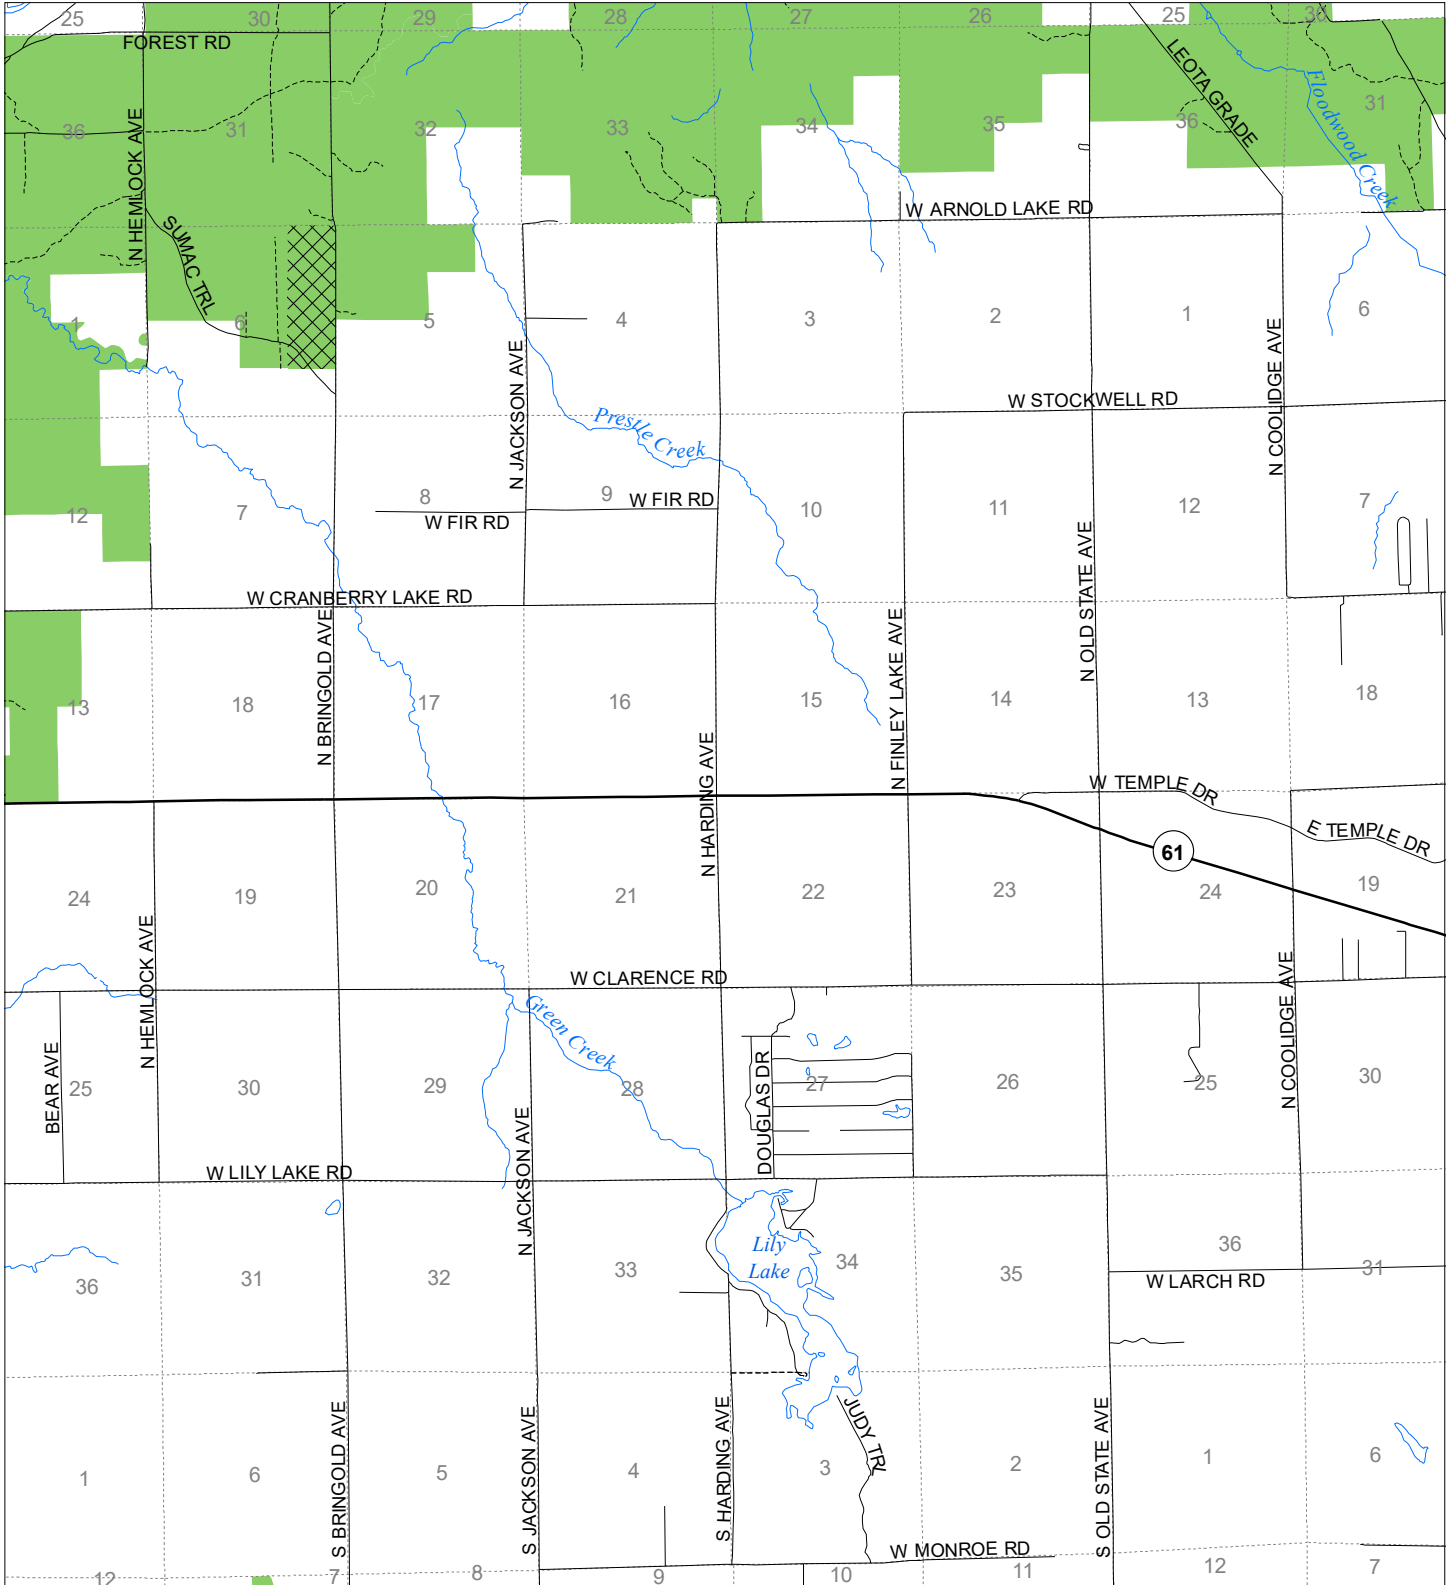 25
30
29
28
27
26
25
30
FOREST RD
LEOTA GRADE
Floodwood Creek
36
31
32
33
34
35
36
31
N HEMLOCK AVE
SUMAC TRL
W ARNOLD LAKE RD
1
6
5
4
3
2
1
6
N JACKSON AVE
N COOLIDGE AVE
W STOCKWELL RD
Prestle Creek
12
7
8
9
10
11
12
7
W FIR RD
W FIR RD
N OLD STATE AVE
W CRANBERRY LAKE RD
N BRINGOLD AVE
N FINLEY LAKE AVE
13
18
17
16
15
14
13
18
N HARDING AVE
W TEMPLE DR
E TEMPLE DR
61
24
19
20
21
22
23
24
19
N HEMLOCK AVE
W CLARENCE RD
N COOLIDGE AVE
Green Creek
BEAR AVE
DOUGLAS DR
25
30
29
28
27
26
25
30
N JACKSON AVE
W LILY LAKE RD
Lily
Lake
36
31
32
33
34
35
36
31
W LARCH RD
S BRINGOLD AVE
S JACKSON AVE
S HARDING AVE
JUDY TRL
S OLD STATE AVE
1
6
5
4
3
2
1
6
W MONROE RD
12
7
8
9
10
11
12
7